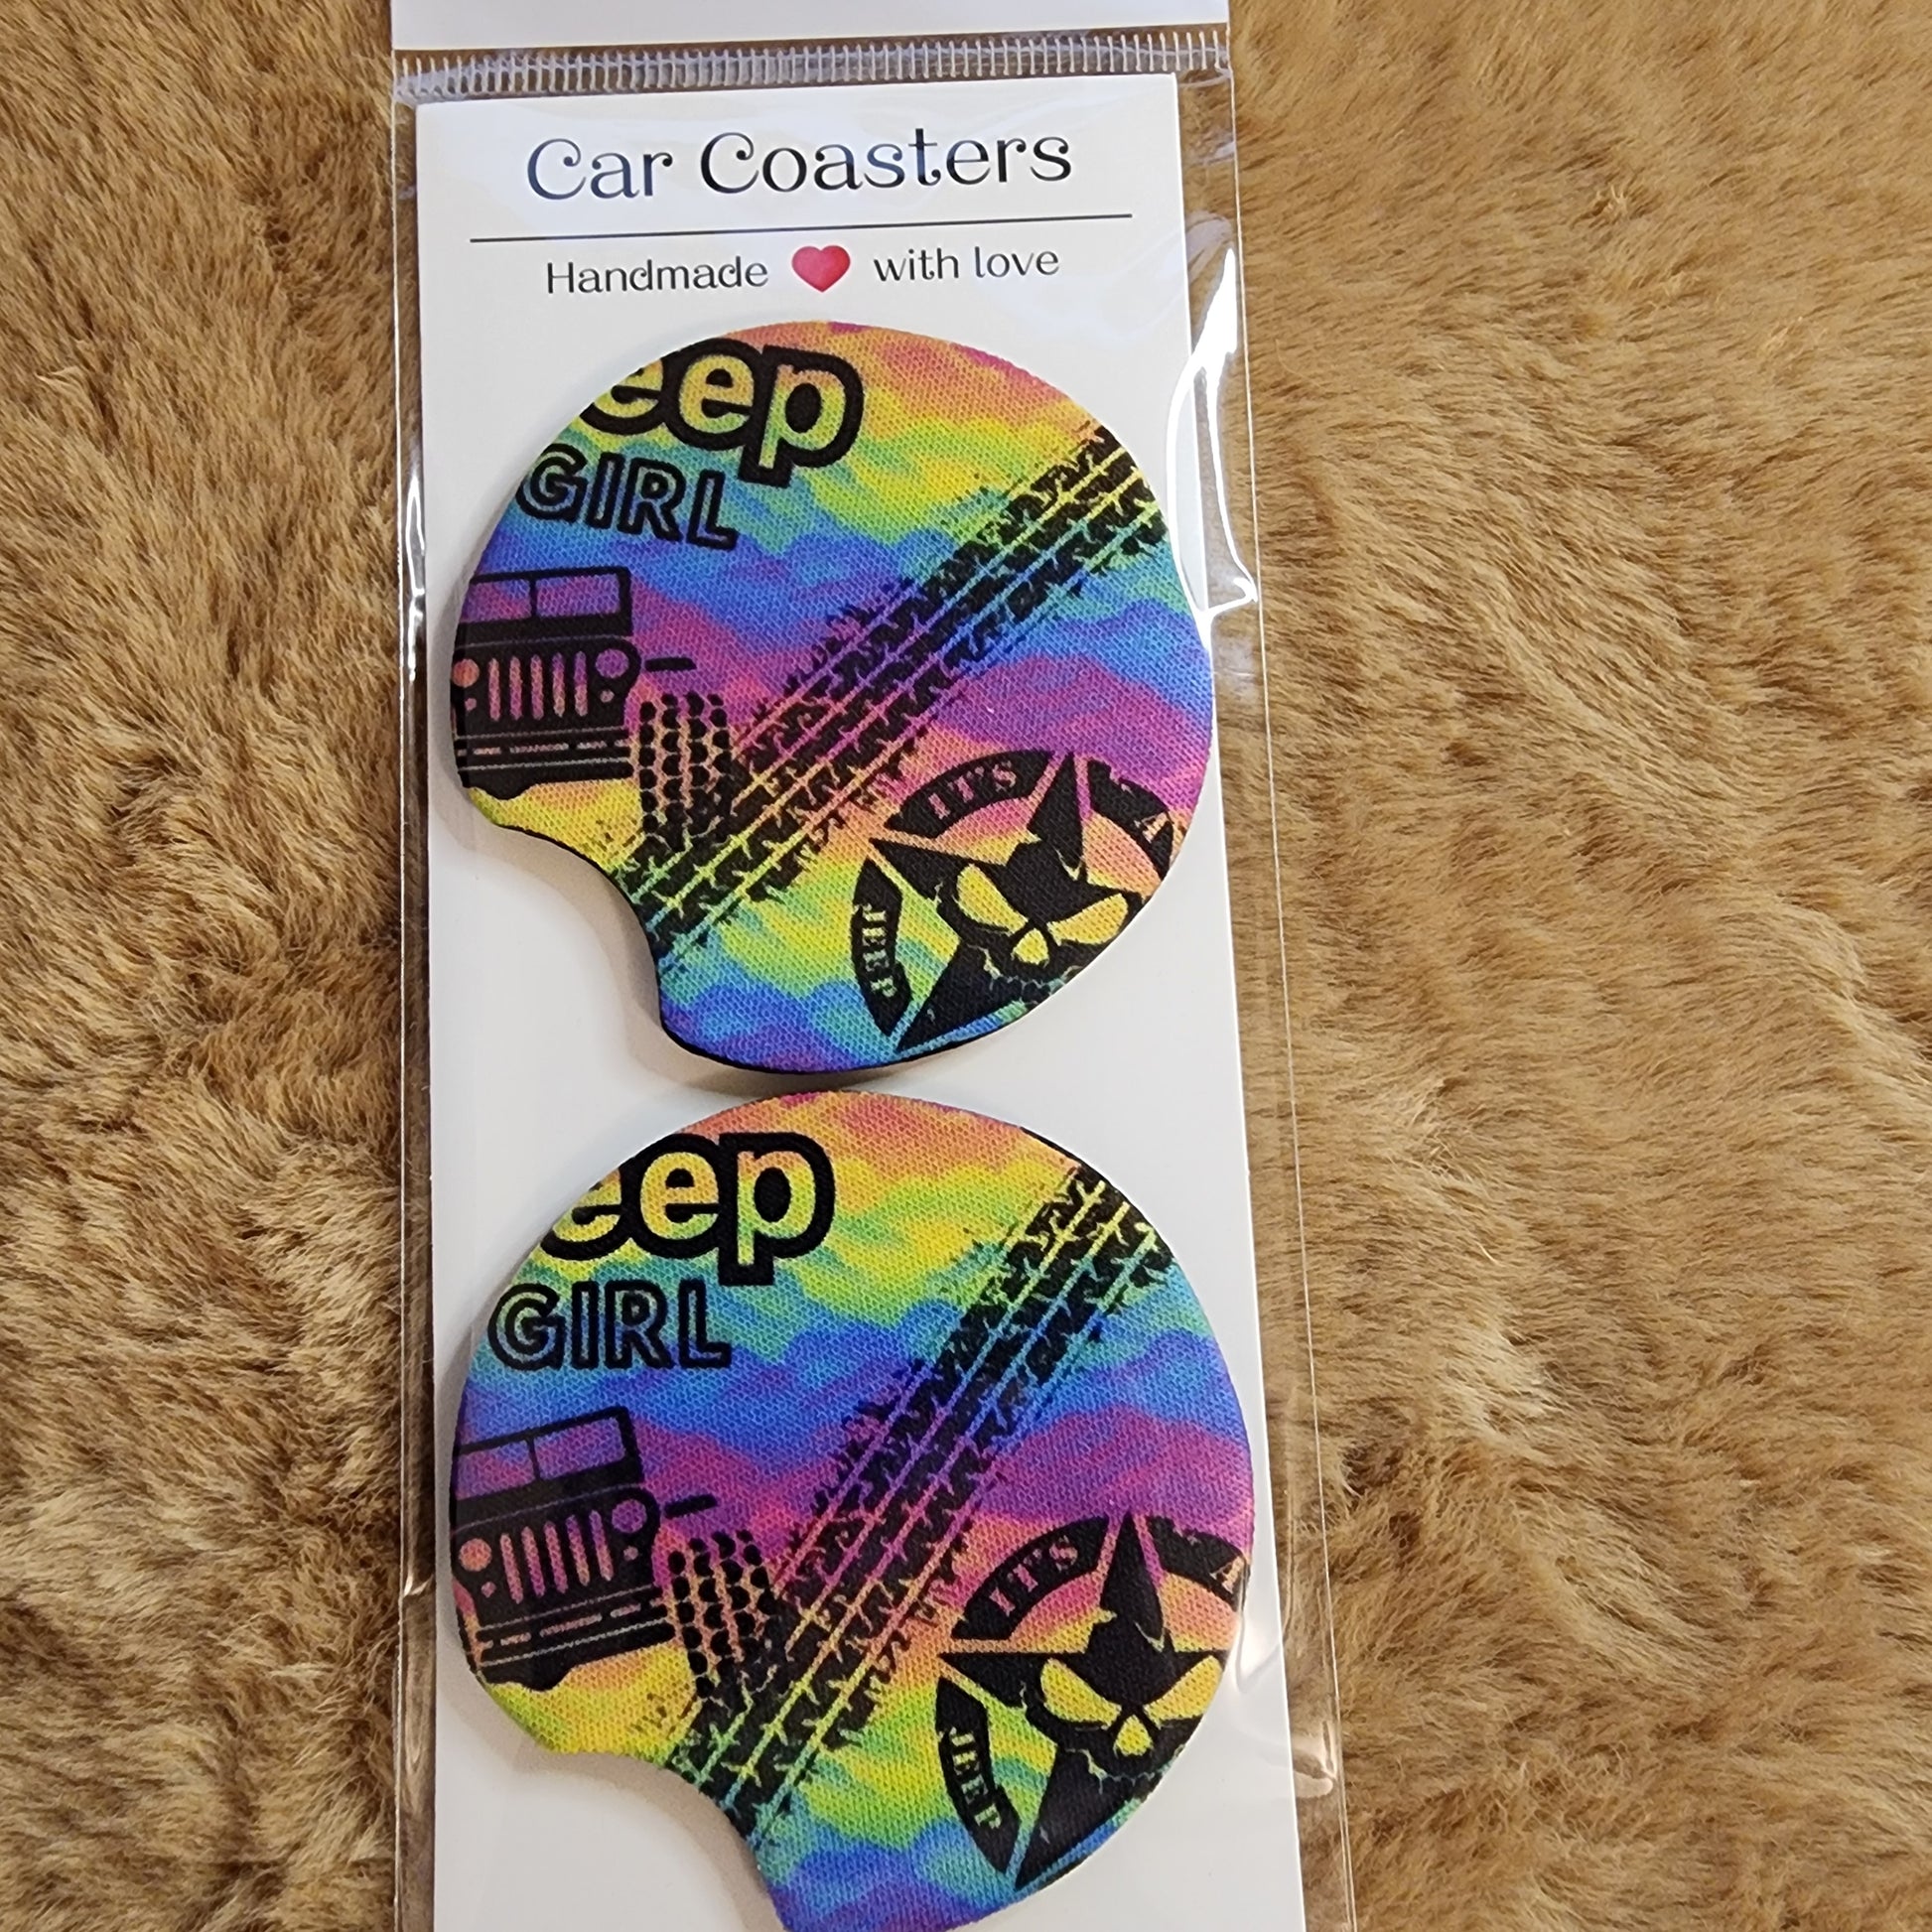 Car Coasters
Handmade ❤ with love
eep
GIRL
IT'S A
JEEP
eep
GIRL
IT'S A
JEEP